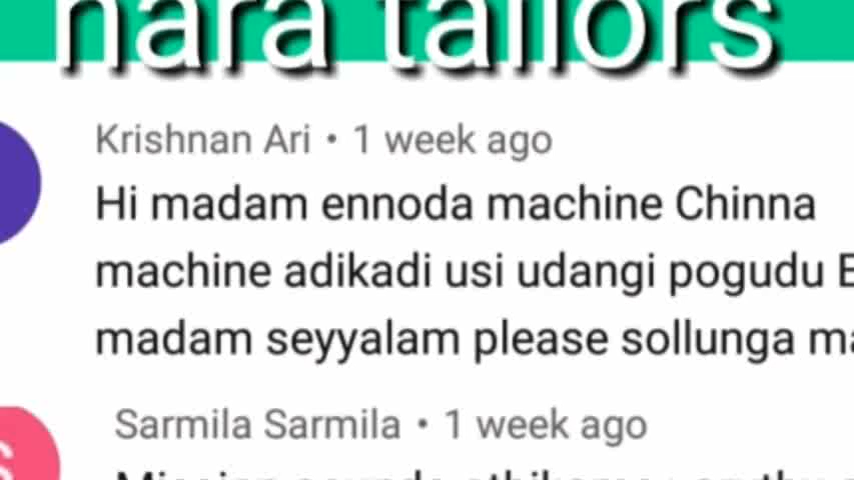 nara tailors
Krishnan Ari • 1 week ago
Hi madam ennoda machine Chinna
machine adikadi usi udangi pogudu
madam seyyalam please sollunga
S
Sarmila Sarmila • 1 week ago